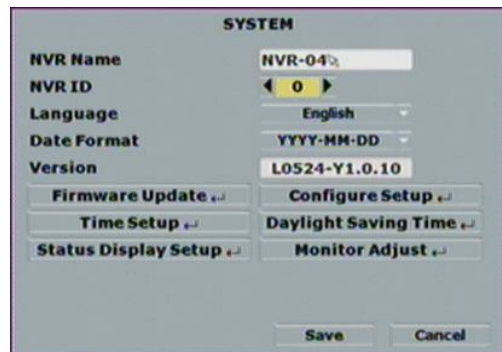 SYSTEM
NVR Name NVR-04
NVR ID 0
Language English
Date Format YYYY-MM-DD
Version L0524-Y1.0.10
Firmware Update Configure Setup
Time Setup Daylight Saving Time
Status Display Setup Monitor Adjust
Save Cancel